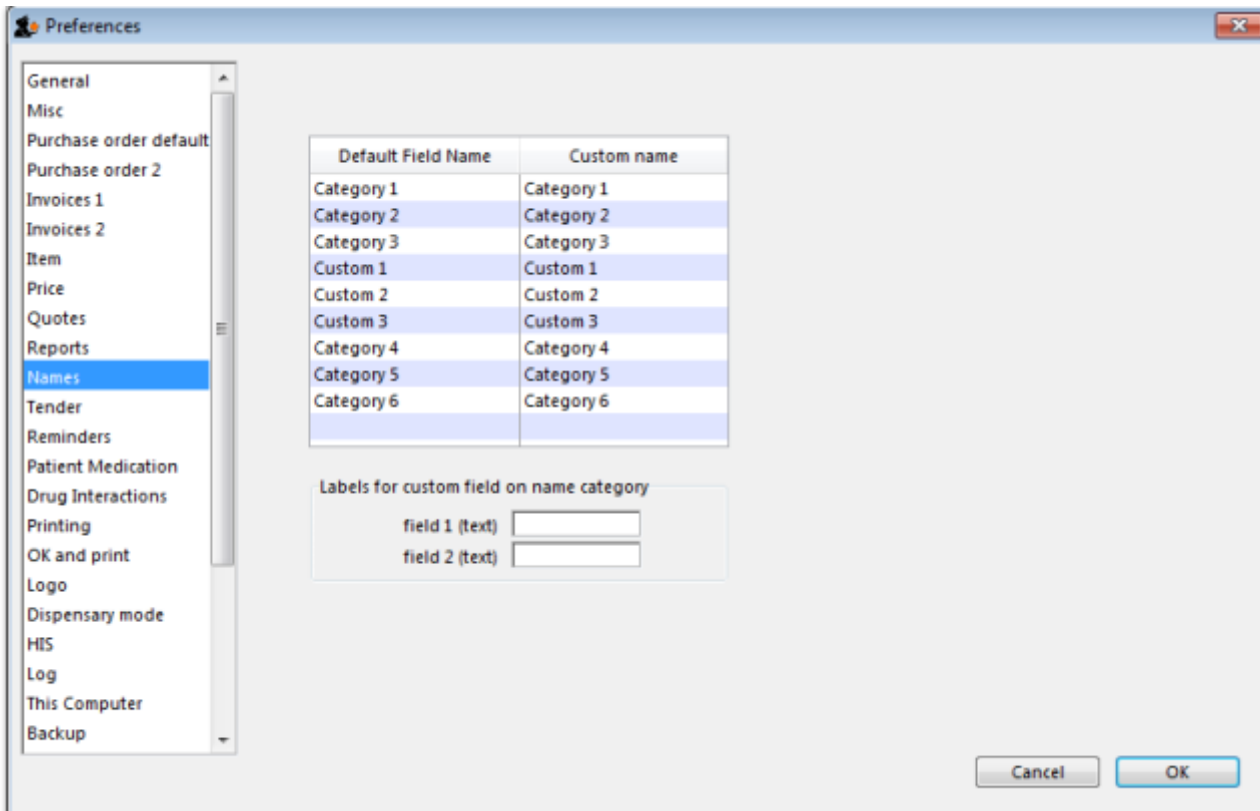 Preferences
General
Misc
Purchase order default
Purchase order 2
Invoices 1
Invoices 2
Item
Price
Quotes
Reports
Names
Tender
Reminders
Patient Medication
Drug Interactions
Printing
OK and print
Logo
Dispensary mode
HIS
Log
This Computer
Backup
Default Field Name Custom name
Category 1 Category 1
Category 2 Category 2
Category 3 Category 3
Custom 1 Custom 1
Custom 2 Custom 2
Custom 3 Custom 3
Category 4 Category 4
Category 5 Category 5
Category 6 Category 6
Labels for custom field on name category
field 1 (text)
field 2 (text)
Cancel OK